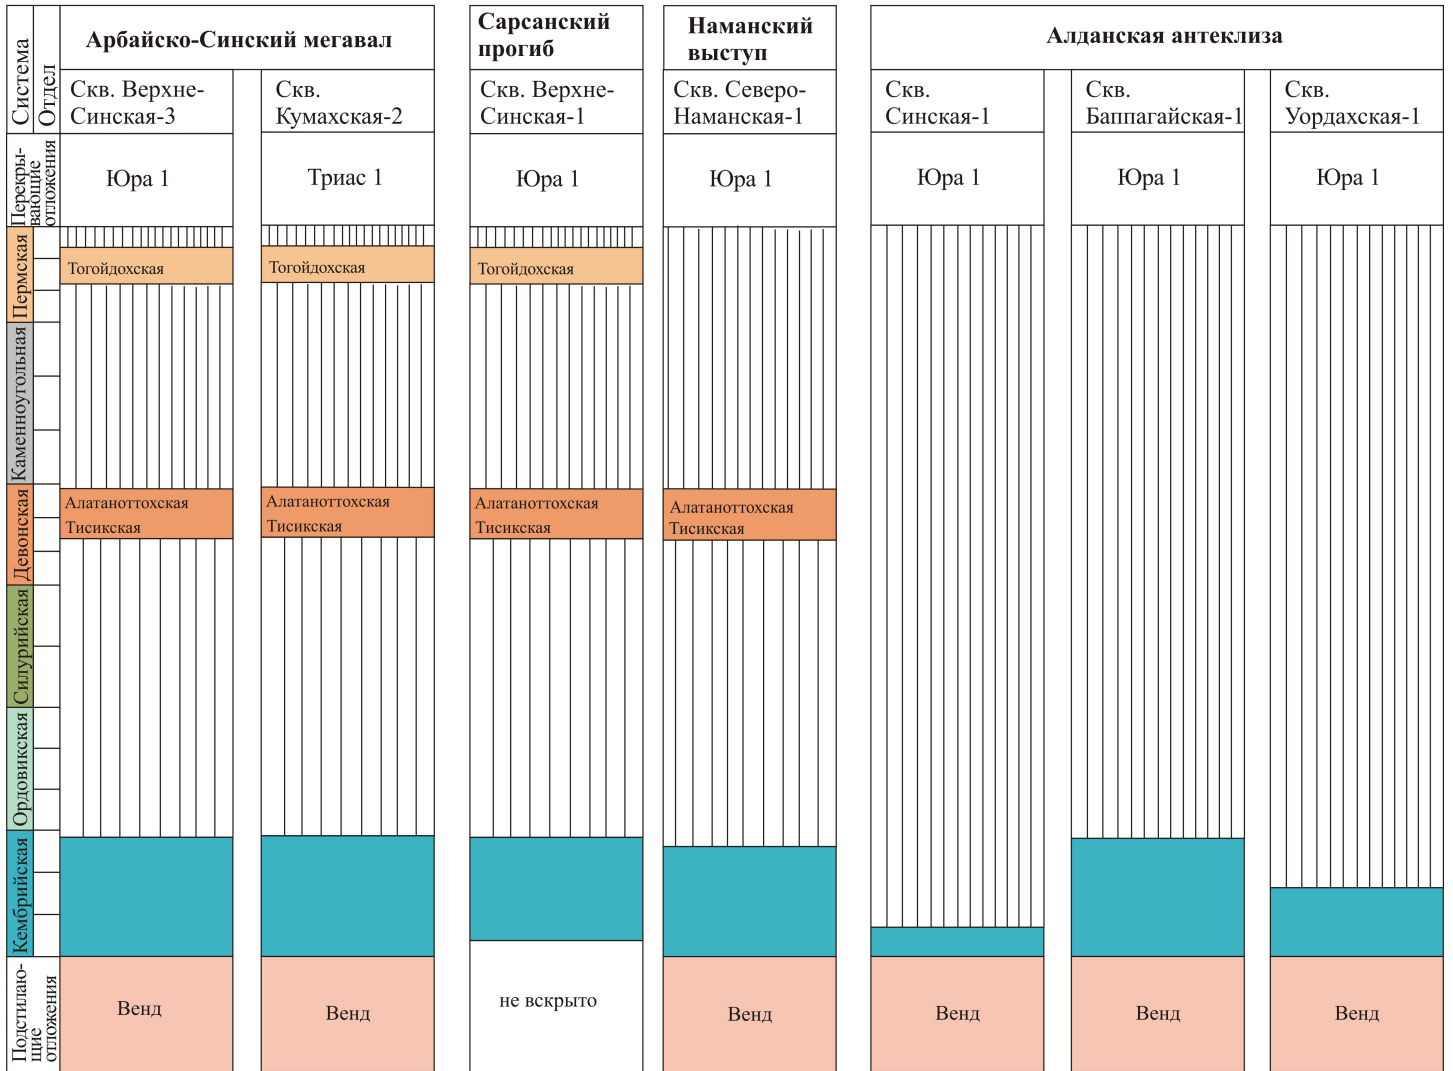 Система
Отдел
Арбайско-Синский мегавал
Сарсанский
прогиб
Наманский
выступ
Алданская антеклиза
Скв. Верхне-
Синская-3
Скв.
Кумахская-2
Скв. Верхне-
Синская-1
Скв. Северо-
Наманская-1
Скв.
Синская-1
Скв.
Баппагайская-1
Скв.
Уордахская-1
Перекры-
вающие
отложения
Юра 1
Триас 1
Юра 1
Юра 1
Юра 1
Юра 1
Юра 1
Пермская
Тогойдохская
Тогойдохская
Тогойдохская
Каменноугольная
Девонская
Алатаноттохская
Тисикская
Алатаноттохская
Тисикская
Алатаноттохская
Тисикская
Алатаноттохская
Тисикская
Силурийская
Ордовикская
Кембрийская
Подстилаю-
щие
отложения
Венд
Венд
не вскрыто
Венд
Венд
Венд
Венд